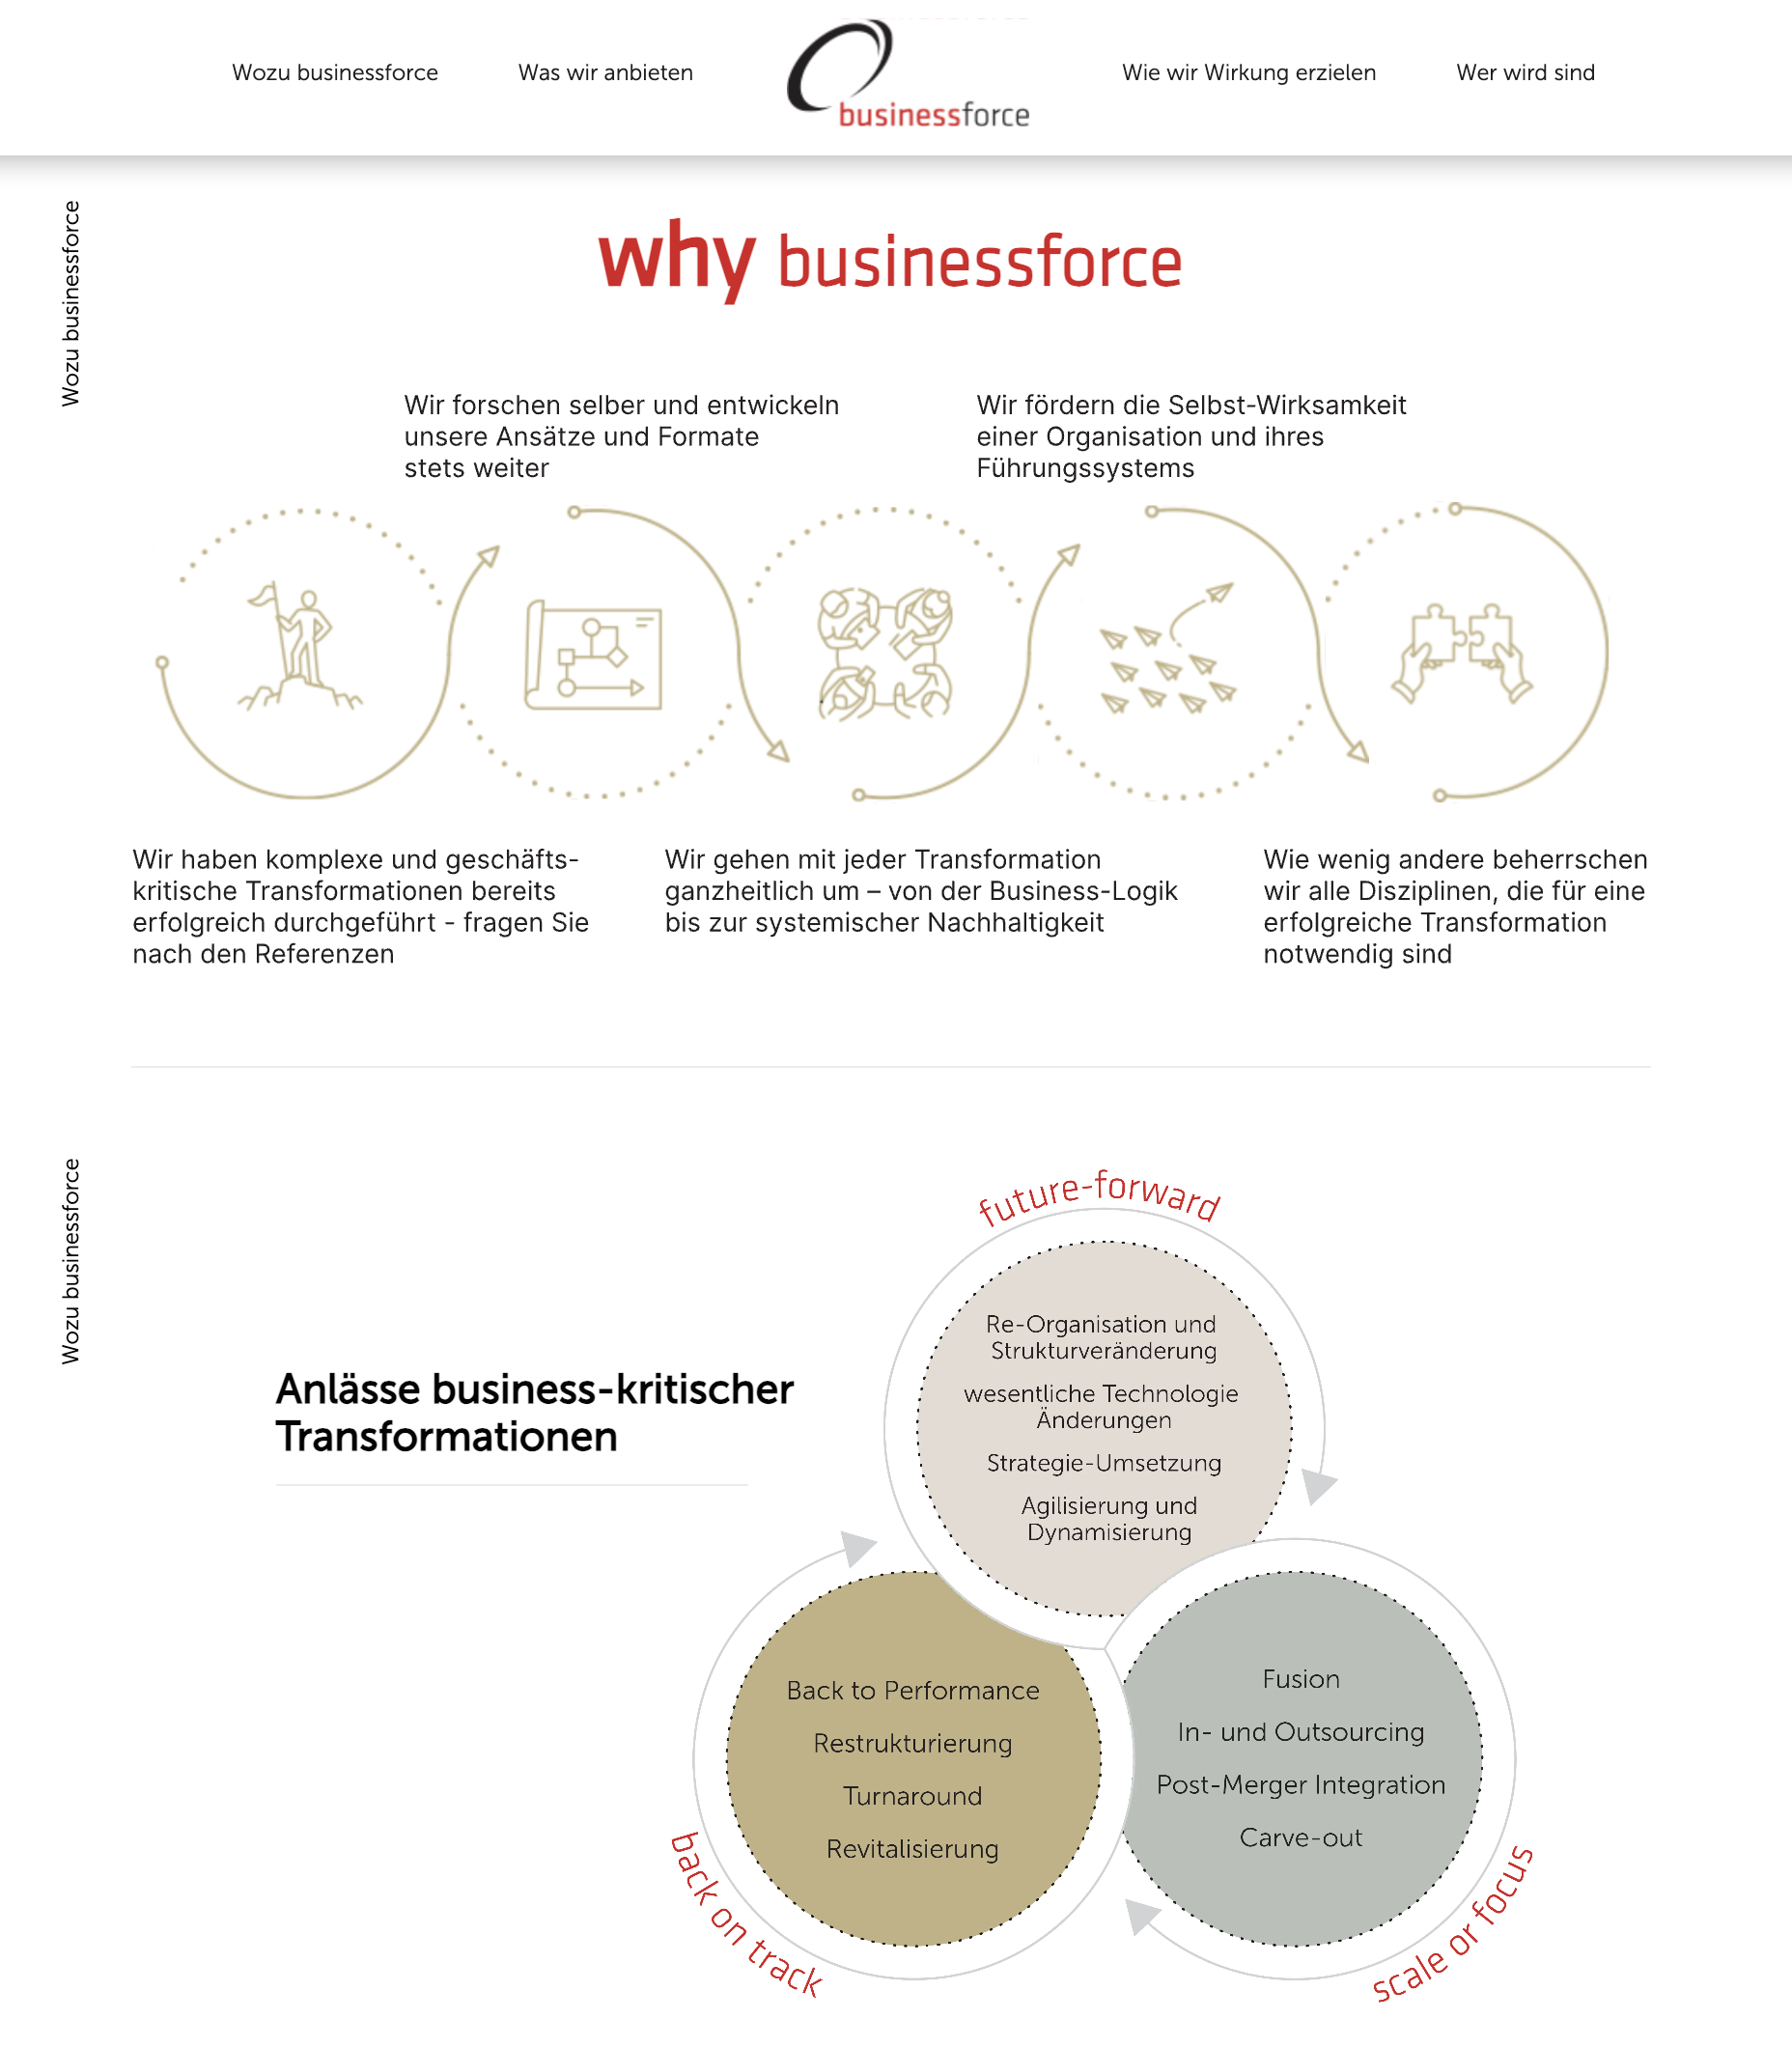 Wozu businessforce
Was wir anbieten
businessforce
Wie wir Wirkung erzielen
Wer wird sind
Wozu businessforce
why businessforce
Wir forschen selber und entwickeln
unsere Ansätze und Formate
stets weiter
Wir fördern die Selbst-Wirksamkeit
einer Organisation und ihres
Führungssystems
Wir haben komplexe und geschäfts-
kritische Transformationen bereits
erfolgreich durchgeführt - fragen Sie
nach den Referenzen
Wir gehen mit jeder Transformation
ganzheitlich um – von der Business-Logik
bis zur systemischer Nachhaltigkeit
Wie wenig andere beherrschen
wir alle Disziplinen, die für eine
erfolgreiche Transformation
notwendig sind
Wozu businessforce
Anlässe business-kritischer
Transformationen
future-forward
Re-Organisation und
Strukturveränderung
wesentliche Technologie
Änderungen
Strategie-Umsetzung
Agilisierung und
Dynamisierung
Back to Performance
Restrukturierung
Turnaround
Revitalisierung
back on track
Fusion
In- und Outsourcing
Post-Merger Integration
Carve-out
scale or focus